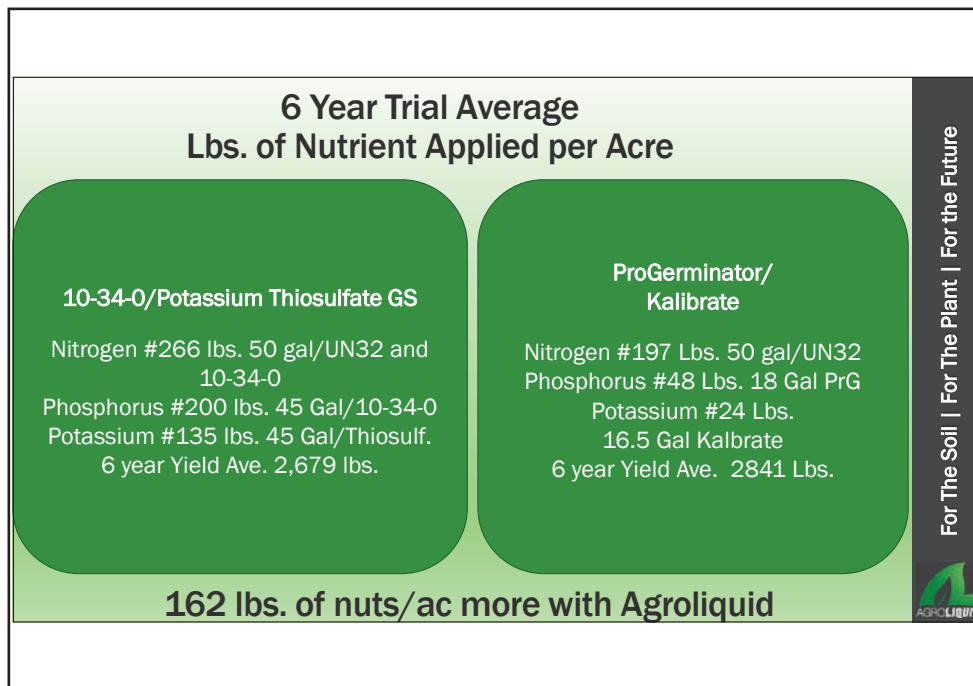 6 Year Trial Average
Lbs. of Nutrient Applied per Acre
10-34-0/Potassium Thiosulfate GS
Nitrogen #266 lbs. 50 gal/UN32 and
10-34-0
Phosphorus #200 lbs. 45 Gal/10-34-0
Potassium #135 lbs. 45 Gal/Thiosulf.
6 year Yield Ave. 2,679 lbs.
ProGerminator/
Kalibrate
Nitrogen #197 Lbs. 50 gal/UN32
Phosphorus #48 Lbs. 18 Gal PrG
Potassium #24 Lbs.
16.5 Gal Kalbrate
6 year Yield Ave. 2841 Lbs.
162 lbs. of nuts/ac more with Agroliquid
For The Soil | For The Plant | For the Future
AGROLIQUI